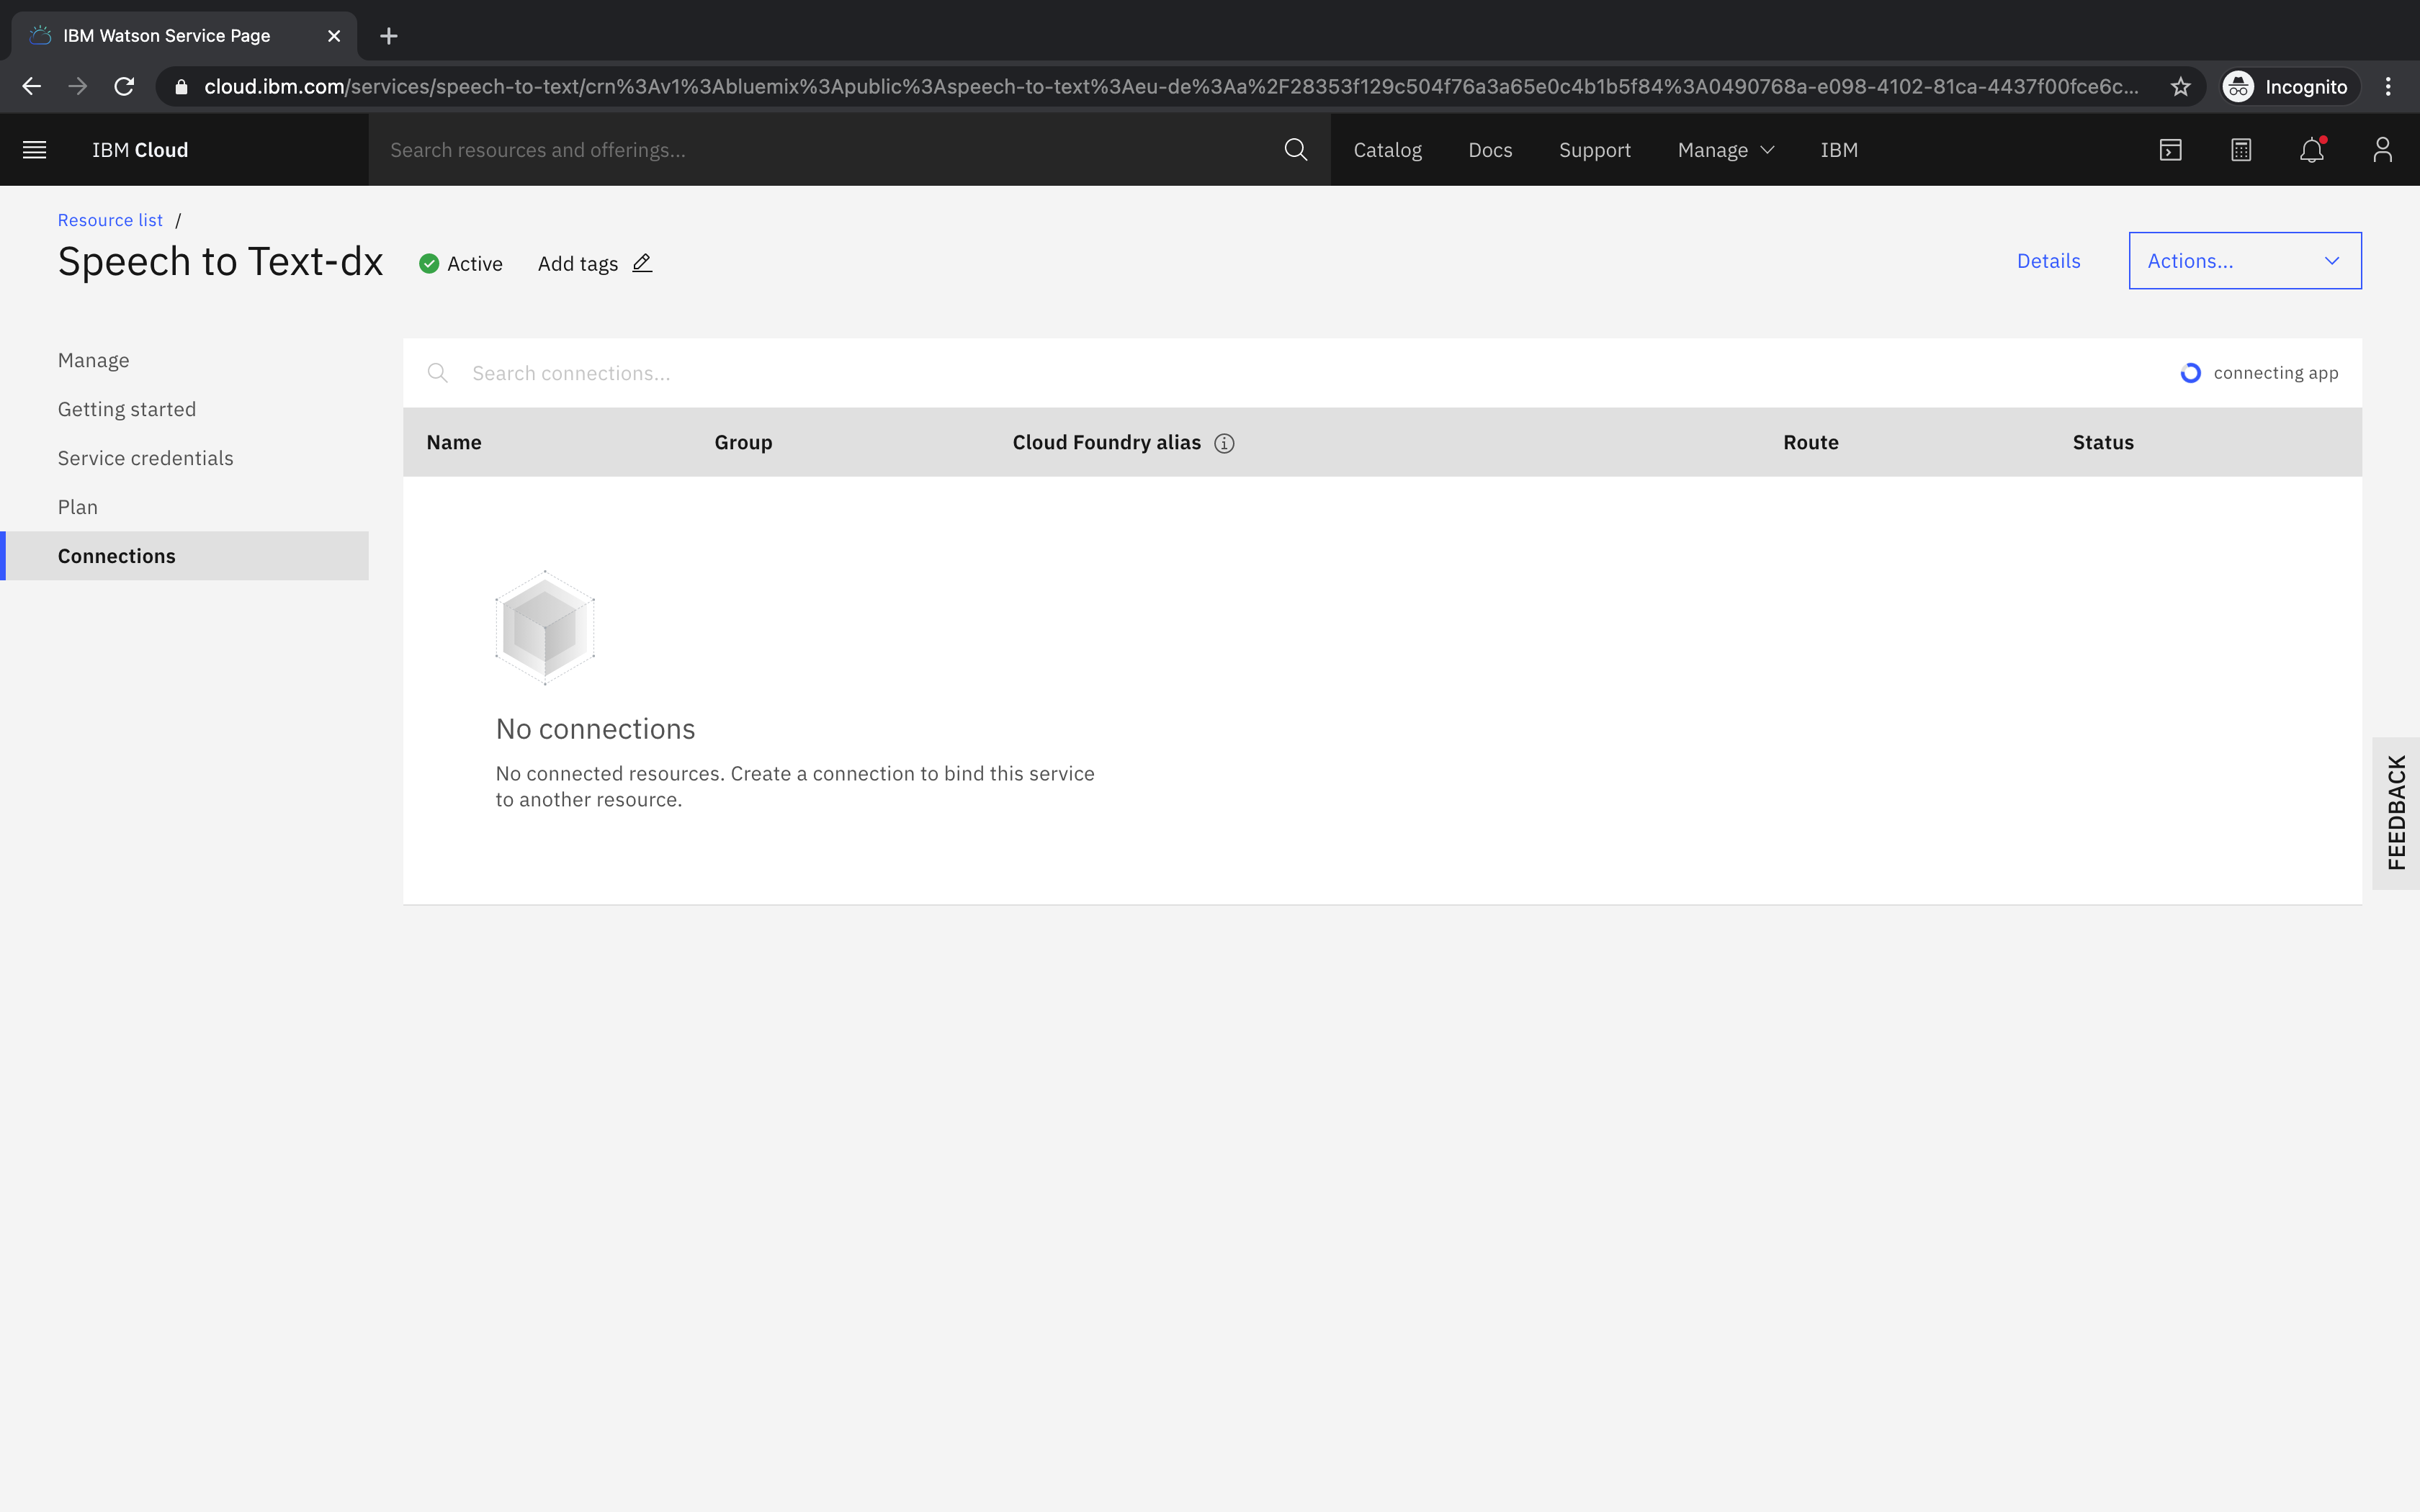 IBM Watson Service Page
cloud.ibm.com/services/speech-to-text/crn%3Av1%3Abluemix%3Apublic%3Aspeech-to-text%3Aeu-de%3Aa%2F28353f129c504f76a3a65e0c4b1b5f84%3A0490768a-e098-4102-81ca-4437f00fce6c...
Incognito
IBM Cloud
Search resources and offerings...
Catalog
Docs
Support
Manage
IBM
Resource list /
Speech to Text-dx
Active
Add tags
Details
Actions...
Manage
Getting started
Service credentials
Plan
Connections
Search connections...
connecting app
Name
Group
Cloud Foundry alias
Route
Status
No connections
No connected resources. Create a connection to bind this service
to another resource.
FEEDBACK